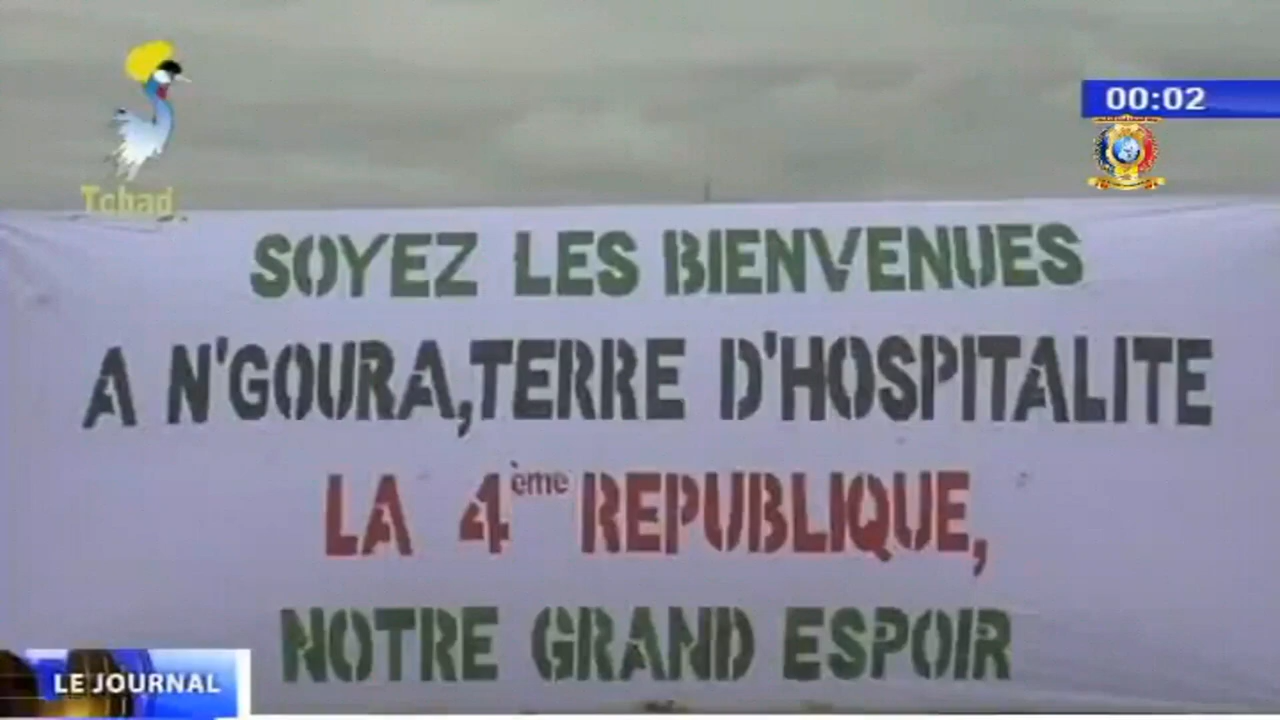 Tchad
00:02
SOYEZ LES BIENVENUES
A N'GOURA,TERRE D'HOSPITALITE
LA 4ème REPUBLIQUE,
NOTRE GRAND ESPOIR
LE JOURNAL